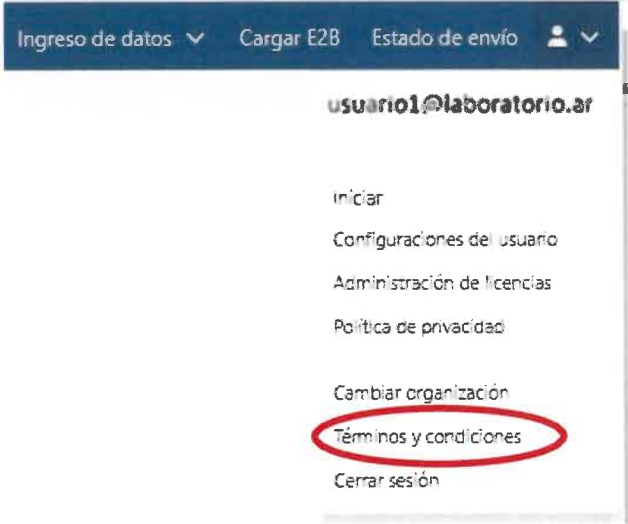 Ingreso de datos Cargar E2B Estado de envío
usuario1@laboratorio.ar
Iniciar
Configuraciones del usuario
Administración de licencias
Política de privacidad
Cambiar organización
Términos y condiciones
Cerrar sesión